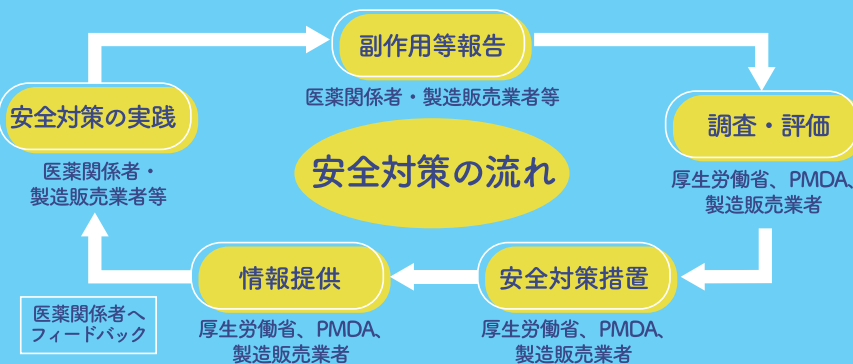 副作用等報告
医薬関係者・製造販売業者等
安全対策の実践
医薬関係者・
製造販売業者等
調査・評価
厚生労働省、PMDA、
製造販売業者
安全対策の流れ
情報提供
厚生労働省、PMDA、
製造販売業者
安全対策措置
厚生労働省、PMDA、
製造販売業者
医薬関係者へ
フィードバック